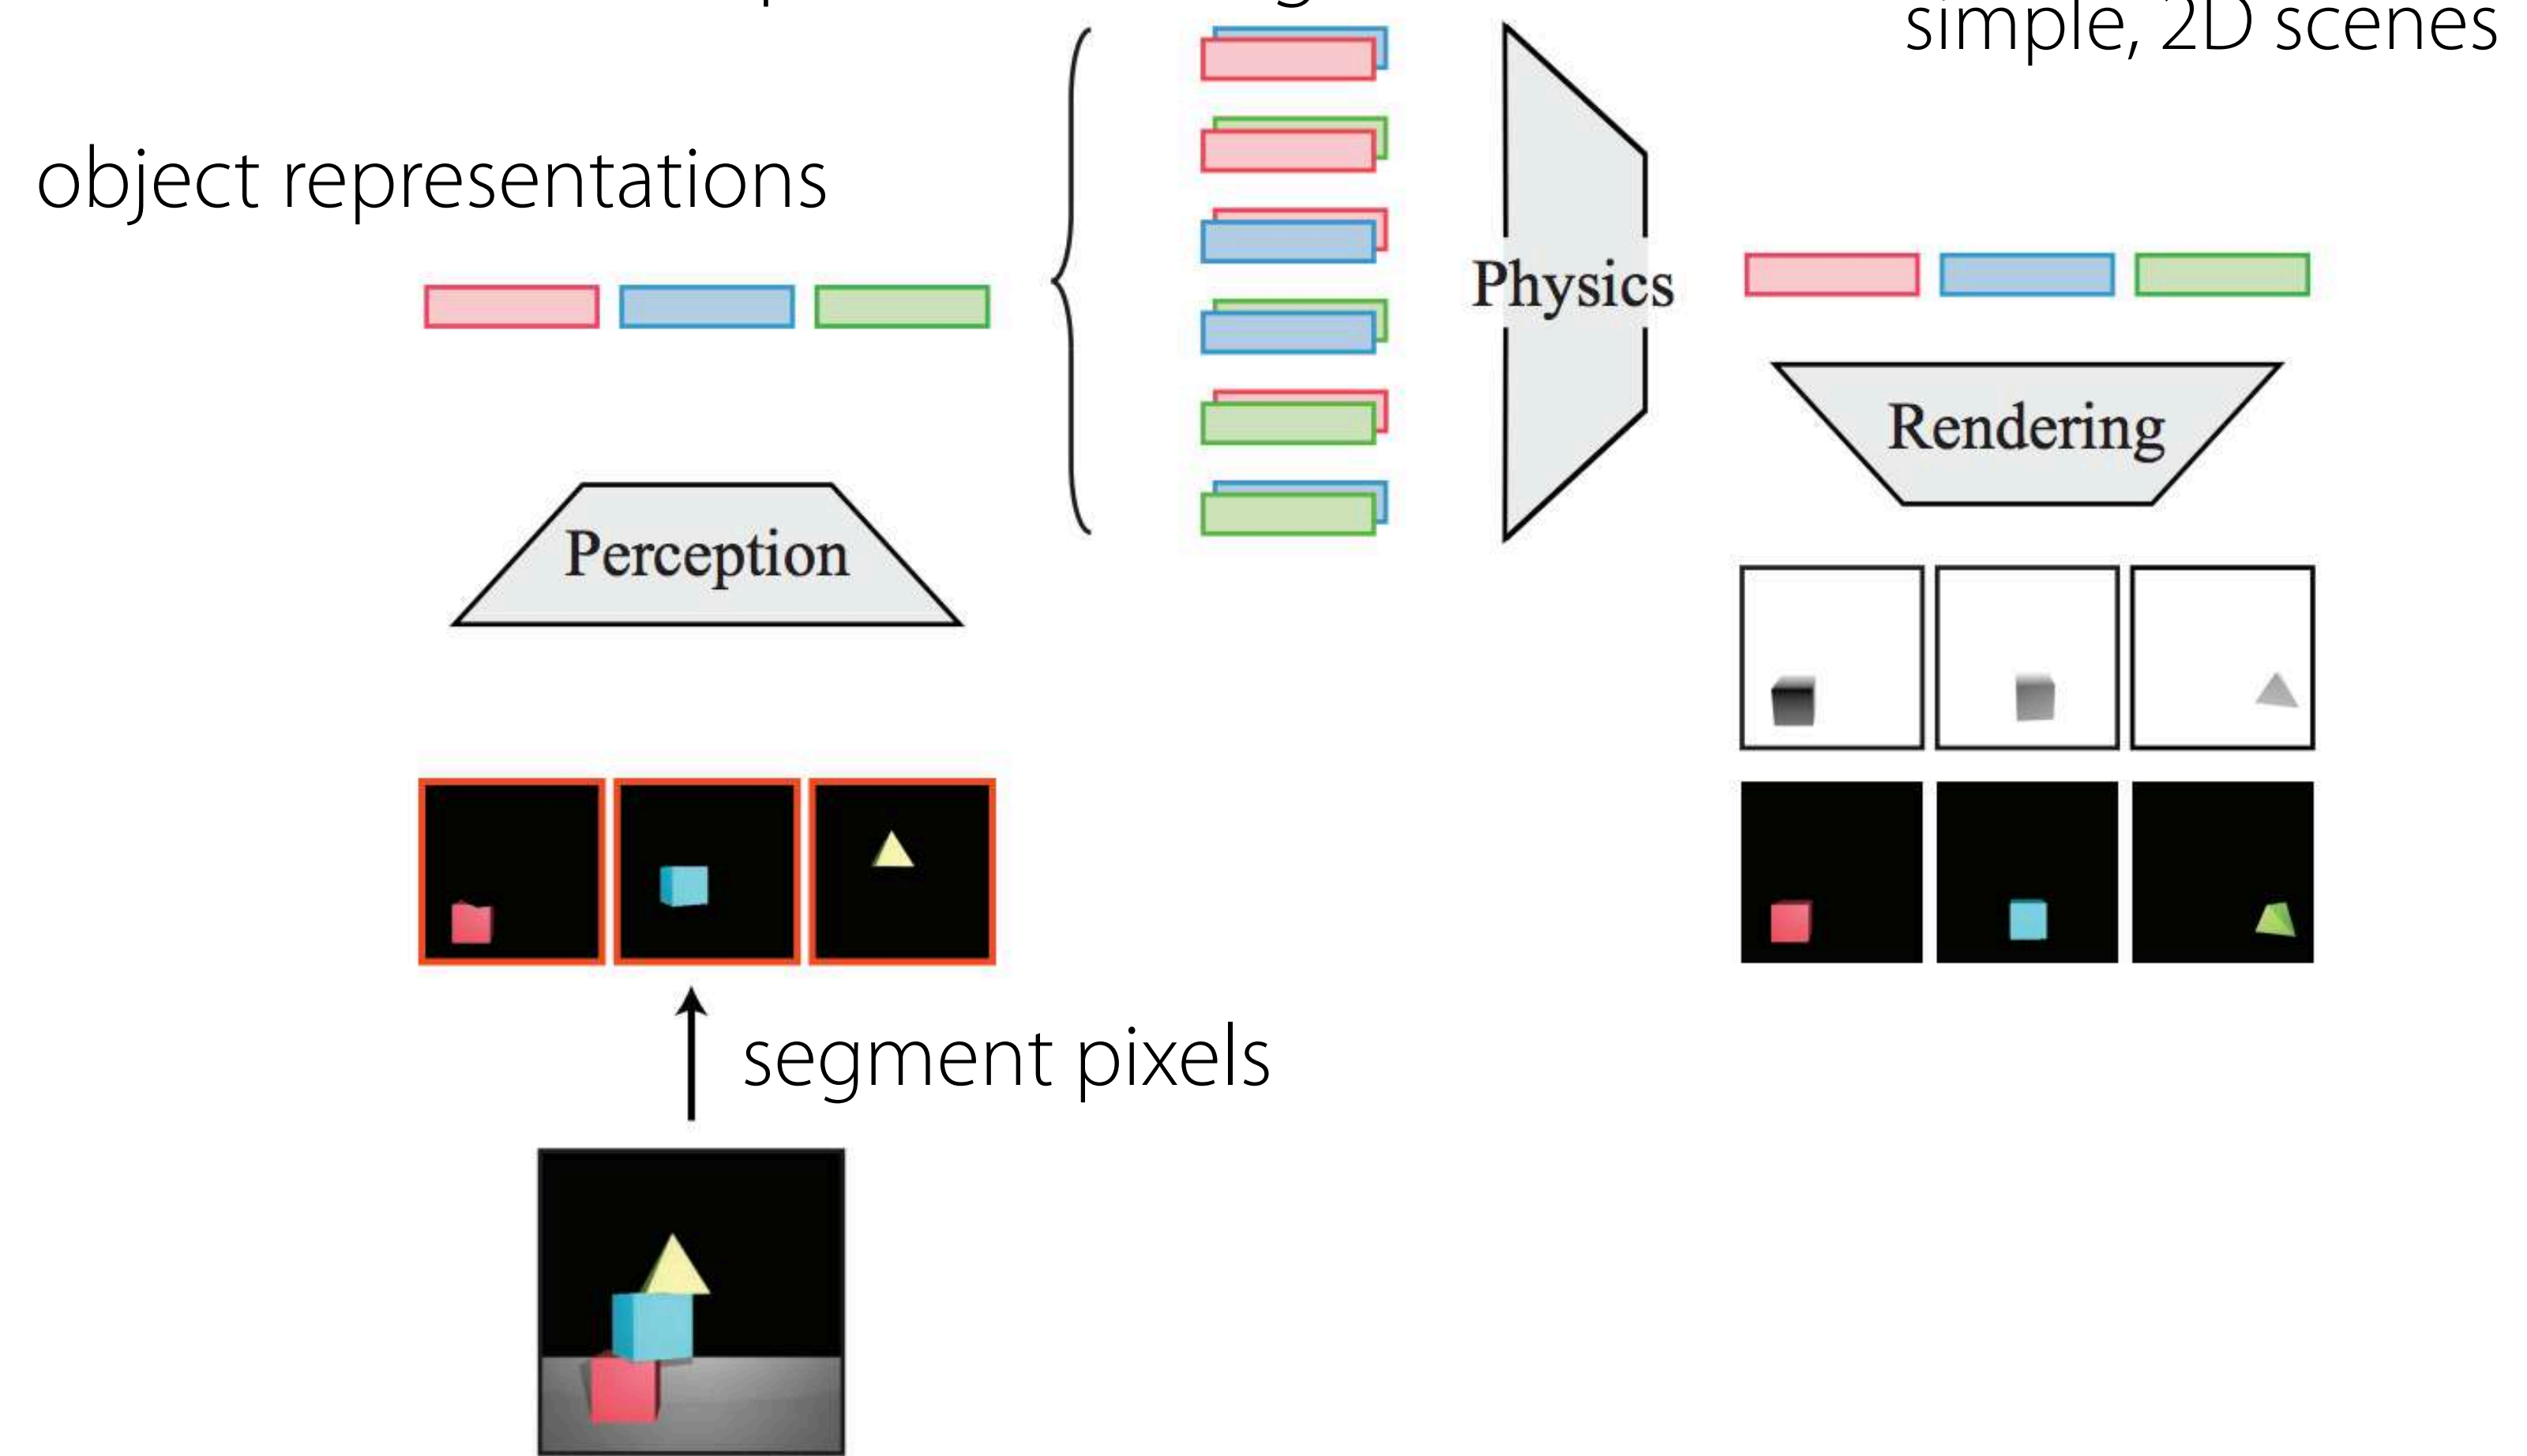 simple, 2D scenes
object representations
Physics
Rendering
Perception
segment pixels